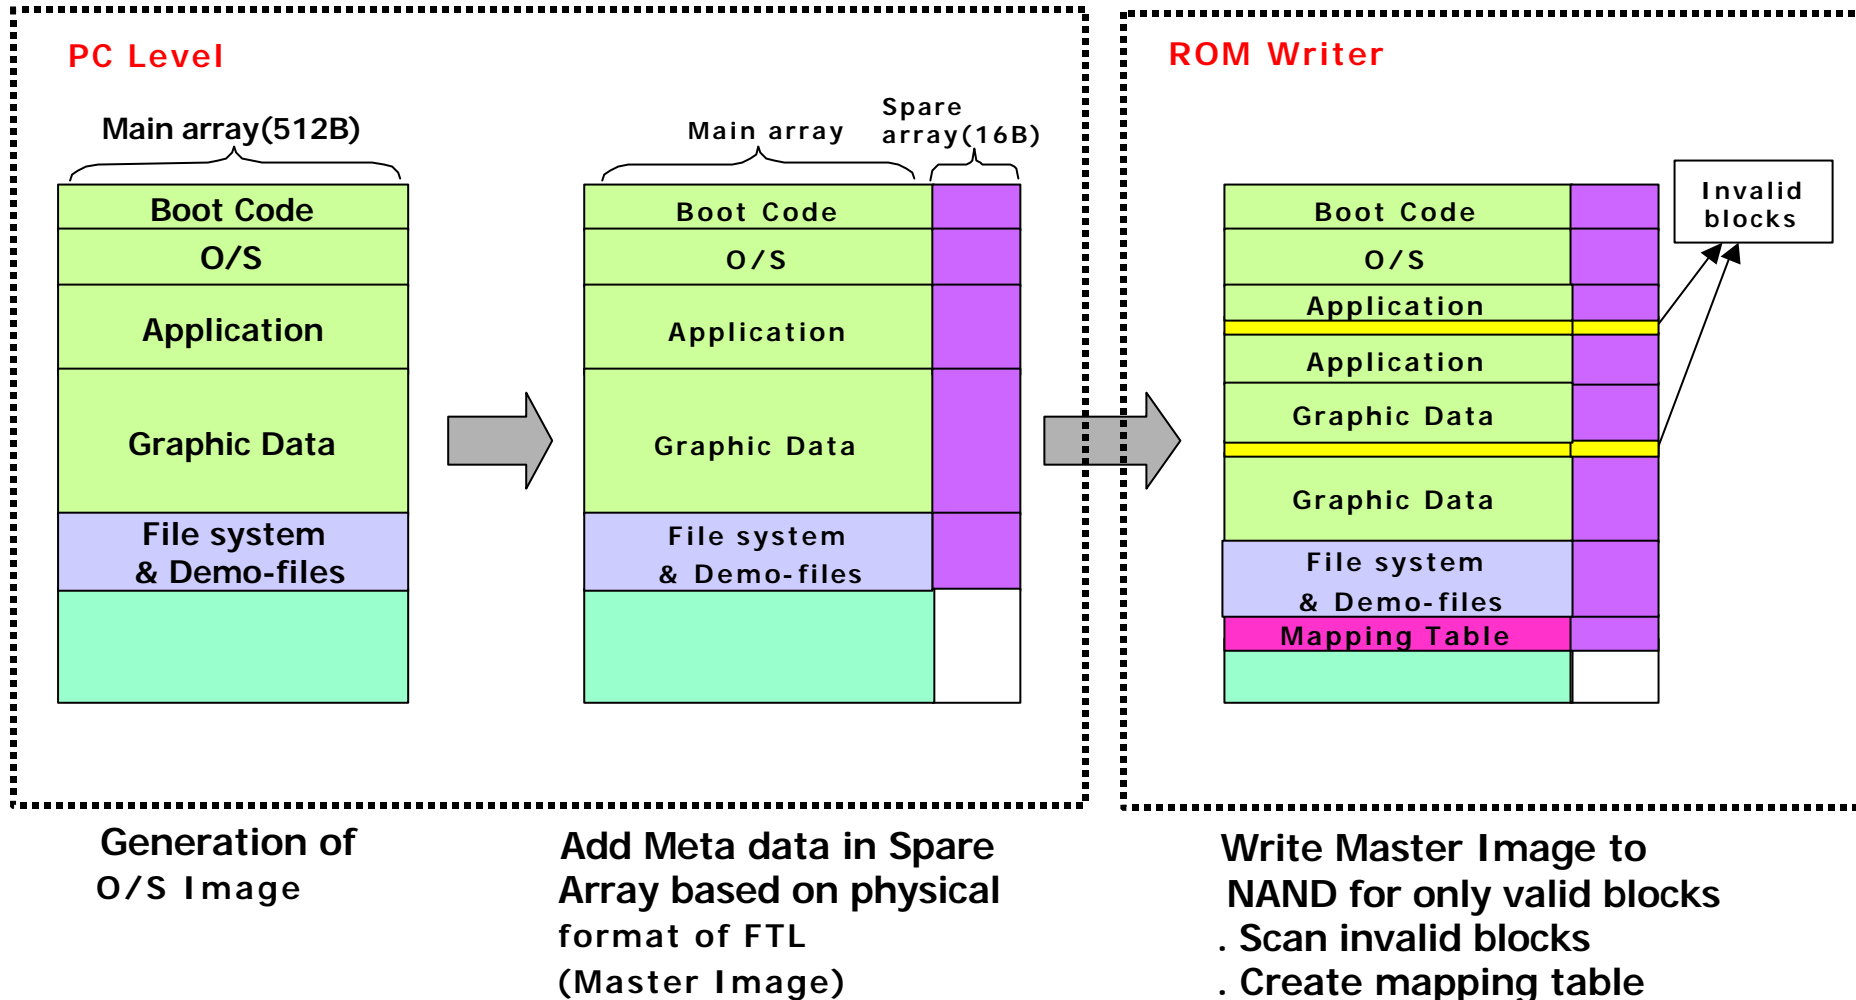 PC Level
Main array(512B)
Boot Code
O/S
Application
Graphic Data
File system
& Demo-files
Main array
Spare
array(16B)
Boot Code
O/S
Application
Graphic Data
File system
& Demo-files
ROM Writer
Boot Code
O/S
Application
Application
Graphic Data
Graphic Data
File system
& Demo-files
Mapping Table
Invalid
blocks
Generation of
O/S Image
Add Meta data in Spare
Array based on physical
format of FTL
(Master Image)
Write Master Image to
NAND for only valid blocks
. Scan invalid blocks
. Create mapping table